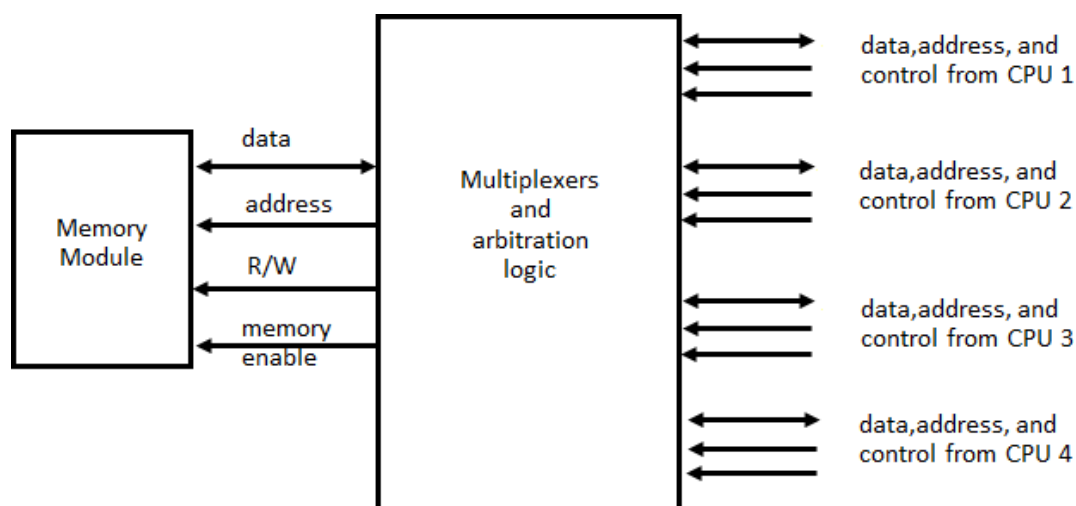 Memory
Module
data
address
R/W
memory
enable
Multiplexers
and
arbitration
logic
data,address, and
control from CPU 1
data,address, and
control from CPU 2
data,address, and
control from CPU 3
data,address, and
control from CPU 4